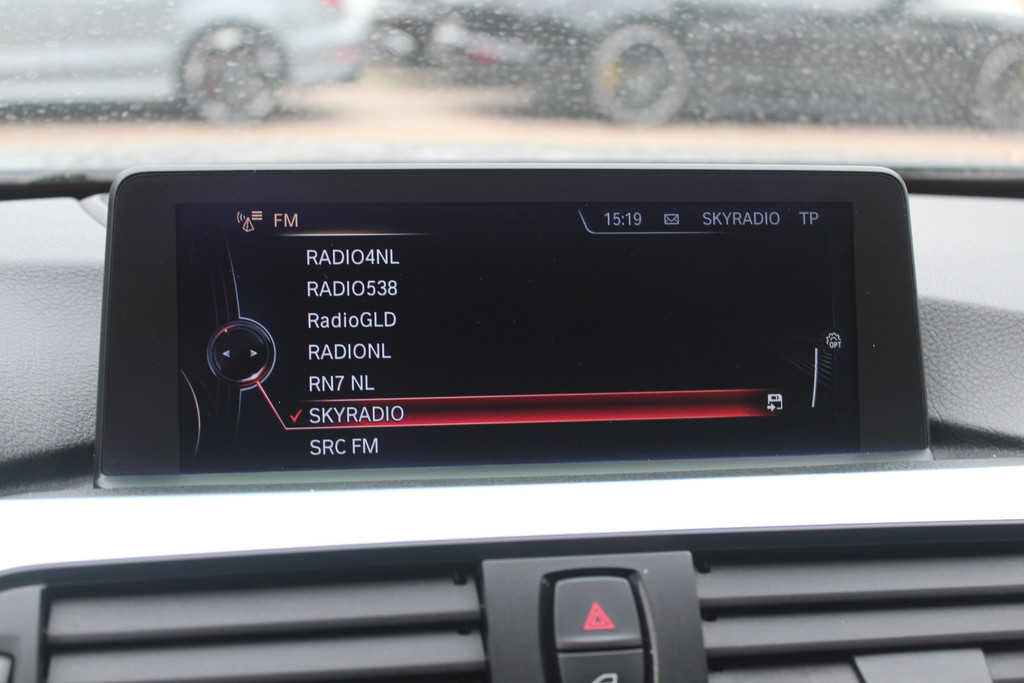 FM 15:19 SKYRADIO TP
RADIO4NL
RADIO538
RadioGLD
RADIONL
OPT
RN7 NL
SKYRADIO
SRC FM